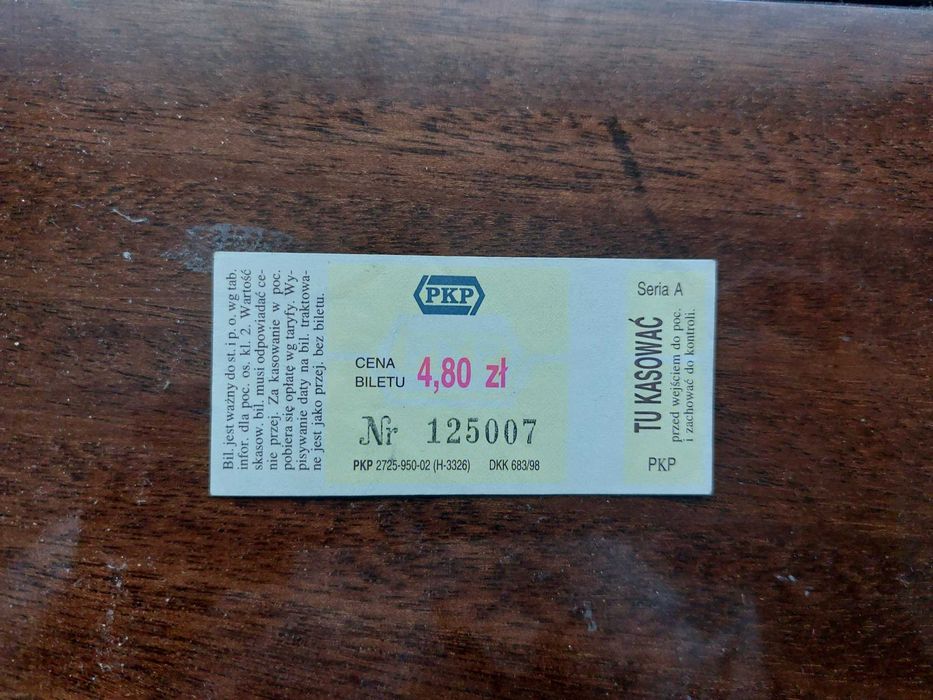 Bil. jest ważny do st. i p. o. wg tab.
infor. dla poc. os. kl. 2. Wartość
skasow. bil. musi odpowiadać ce-
nie przej. Za kasowanie w poc.
pobiera się opłatę wg taryfy. Wy-
pisywanie daty na bil. traktowa-
ne jest jako przej. bez biletu.
PKP
CENA
BILETU 4,80 zł
Nr 125007
PKP 2725-950-02 (H-3326) DKK 683/98
Seria A
TU KASOWAĆ
przed wejściem do poc.
i zachować do kontroli.
PKP